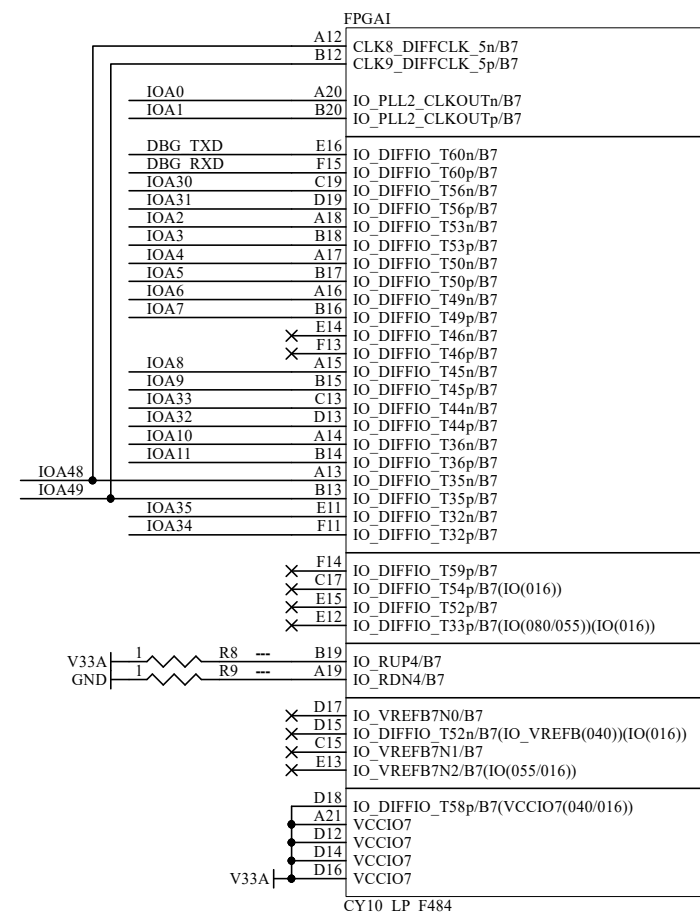 FPGAI
A12 CLK8_DIFFCLK_5n/B7
B12 CLK9_DIFFCLK_5p/B7
IOA0 A20 IO_PLL2_CLKOUTn/B7
IOA1 B20 IO_PLL2_CLKOUTp/B7
DBG_TXD E16 IO_DIFFIO_T60n/B7
DBG_RXD F15 IO_DIFFIO_T60p/B7
IOA30 C19 IO_DIFFIO_T56n/B7
IOA31 D19 IO_DIFFIO_T56p/B7
IOA2 A18 IO_DIFFIO_T53n/B7
IOA3 B18 IO_DIFFIO_T53p/B7
IOA4 A17 IO_DIFFIO_T50n/B7
IOA5 B17 IO_DIFFIO_T50p/B7
IOA6 A16 IO_DIFFIO_T49n/B7
IOA7 B16 IO_DIFFIO_T49p/B7
E14 IO_DIFFIO_T46n/B7
F13 IO_DIFFIO_T46p/B7
IOA8 A15 IO_DIFFIO_T45n/B7
IOA9 B15 IO_DIFFIO_T45p/B7
IOA33 C13 IO_DIFFIO_T44n/B7
IOA32 D13 IO_DIFFIO_T44p/B7
IOA10 A14 IO_DIFFIO_T36n/B7
IOA11 B14 IO_DIFFIO_T36p/B7
IOA48 A13 IO_DIFFIO_T35n/B7
IOA49 B13 IO_DIFFIO_T35p/B7
IOA35 E11 IO_DIFFIO_T32n/B7
IOA34 F11 IO_DIFFIO_T32p/B7
F14 IO_DIFFIO_T59p/B7
C17 IO_DIFFIO_T54p/B7(IO(016))
E15 IO_DIFFIO_T52p/B7
E12 IO_DIFFIO_T33p/B7(IO(080/055))(IO(016))
V33A 1 R8 --- B19 IO_RUP4/B7
GND 1 R9 --- A19 IO_RDN4/B7
D17 IO_VREFB7N0/B7
D15 IO_DIFFIO_T52n/B7(IO_VREFB(040))(IO(016))
C15 IO_VREFB7N1/B7
E13 IO_VREFB7N2/B7(IO(055/016))
D18 IO_DIFFIO_T58p/B7(VCCIO7(040/016))
A21 VCCIO7
D12 VCCIO7
D14 VCCIO7
V33A D16 VCCIO7
CY10_LP_F484